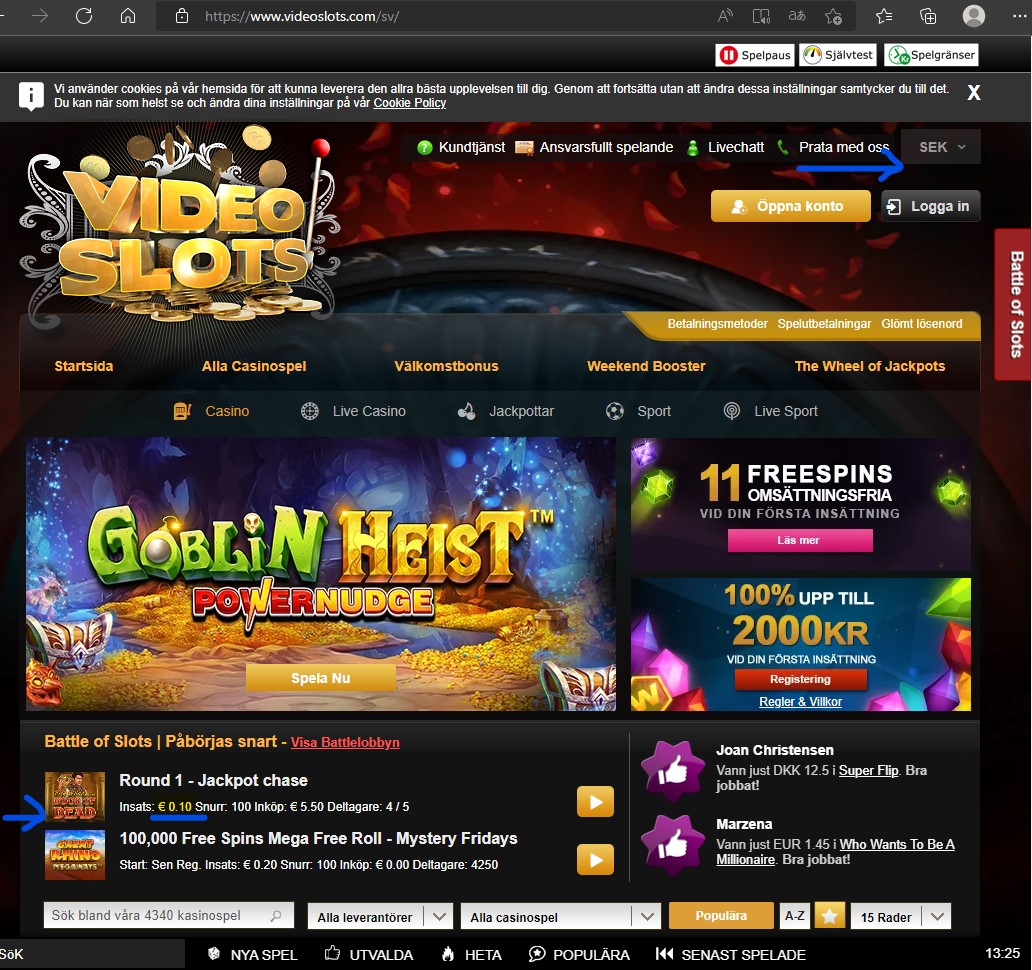 https://www.videoslots.com/sv/
Spelpaus
Självtest
Spelgränser
Vi använder cookies på vår hemsida för att kunna leverera den allra bästa upplevelsen till dig. Genom att fortsätta utan att ändra dessa inställningar samtycker du till det.
Du kan när som helst se och ändra dina inställningar på vår Cookie Policy
X
Kundtjänst
Ansvarsfullt spelande
Livechatt
Prata med oss
SEK
VIDEO
SLOTS
Öppna konto
Logga in
Battle of Slots
Betalningsmetoder
Spelutbetalningar
Glömt lösenord
Startsida
Alla Casinospel
Välkomstbonus
Weekend Booster
The Wheel of Jackpots
Casino
Live Casino
Jackpottar
Sport
Live Sport
GOBLIN HEIST™
POWERNUDGE
Spela Nu
11 FREESPINS
OMSÄTTNINGSFRIA
VID DIN FÖRSTA INSÄTTNING
Läs mer
100% UPP TILL
2000KR
VID DIN FÖRSTA INSÄTTNING
Registering
Regler & Villkor
Battle of Slots | Påbörjas snart - Visa Battlelobbyn
BOOK OF
DEAD
Round 1 - Jackpot chase
Insats: € 0.10 Snurr: 100 Inköp: € 5.50 Deltagare: 4 / 5
GREAT
RHINO
MEGAWAYS
100,000 Free Spins Mega Free Roll - Mystery Fridays
Start: Sen Reg. Insats: € 0.20 Snurr: 100 Inköp: € 0.00 Deltagare: 4250
Joan Christensen
Vann just DKK 12.5 i Super Flip. Bra
jobbat!
Marzena
Vann just EUR 1.45 i Who Wants To Be A
Millionaire. Bra jobbat!
Sök bland våra 4340 kasinospel
Alla leverantörer
Alla casinospel
Populära
A-Z
15 Rader
SöK
NYA SPEL
UTVALDA
HETA
POPULÄRA
SENAST SPELADE
13:25